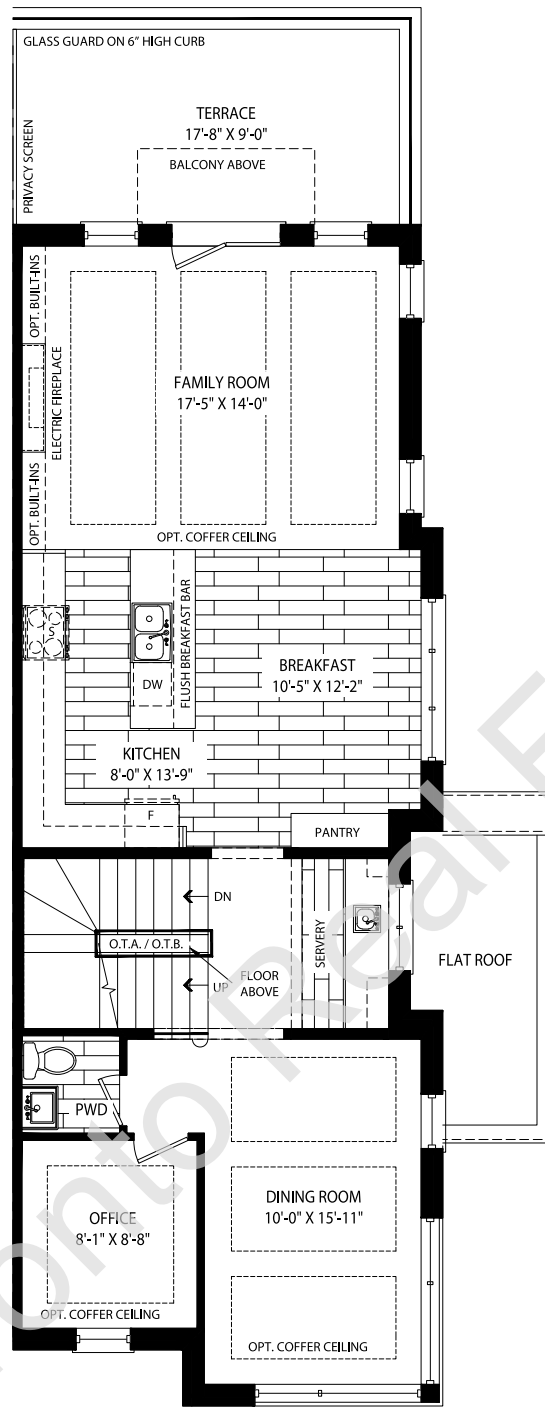 GLASS GUARD ON 6" HIGH CURB
PRIVACY SCREEN
TERRACE
17'-8" X 9'-0"
BALCONY ABOVE
OPT. BUILT-INS
ELECTRIC FIREPLACE
OPT. BUILT-INS
FAMILY ROOM
17'-5" X 14'-0"
OPT. COFFER CEILING
S
DW
FLUSH BREAKFAST BAR
BREAKFAST
10'-5" X 12'-2"
KITCHEN
8'-0" X 13'-9"
F
PANTRY
DN
O.T.A. / O.T.B.
UP
FLOOR
ABOVE
SERVERY
FLAT ROOF
PWD
OFFICE
8'-1" X 8'-8"
OPT. COFFER CEILING
DINING ROOM
10'-0" X 15'-11"
OPT. COFFER CEILING
onto Real